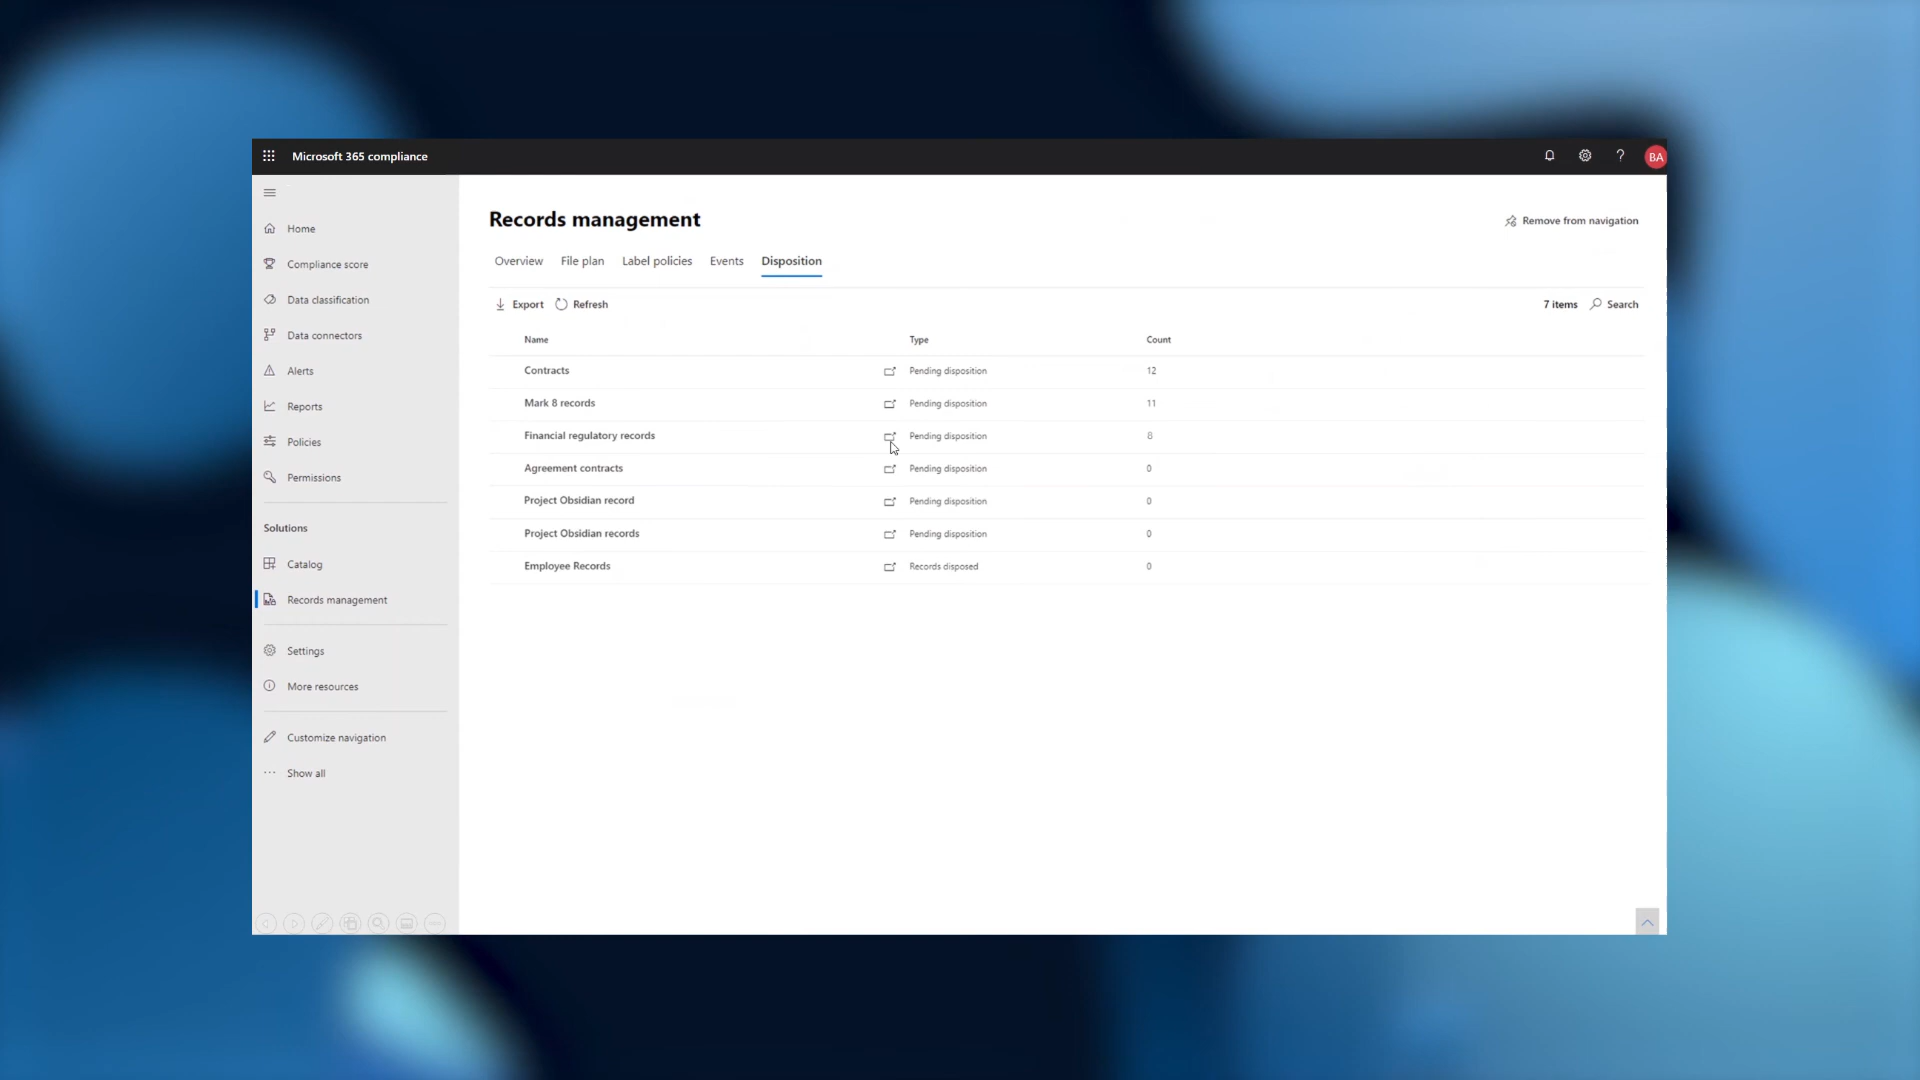 Microsoft 365 compliance
BA
Home
Compliance score
Data classification
Data connectors
Alerts
Reports
Policies
Permissions
Solutions
Catalog
Records management
Settings
More resources
Customize navigation
Show all
Records management
Remove from navigation
Overview File plan Label policies Events Disposition
Export Refresh 7 items Search
Name Type Count
Contracts Pending disposition 12
Mark 8 records Pending disposition 11
Financial regulatory records Pending disposition 8
Agreement contracts Pending disposition 0
Project Obsidian record Pending disposition 0
Project Obsidian records Pending disposition 0
Employee Records Records disposed 0